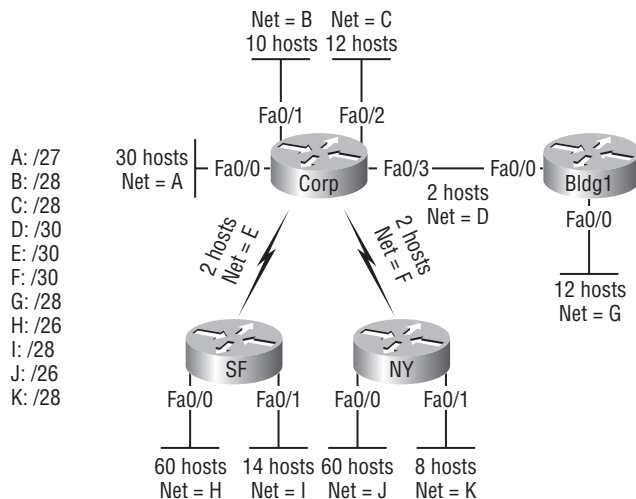 Net = B
10 hosts
Net = C
12 hosts
Fa0/1
Fa0/2
A: /27
B: /28
C: /28
D: /30
E: /30
F: /30
G: /28
H: /26
I: /28
J: /26
K: /28
30 hosts
Net = A
Fa0/0
Corp
Fa0/3
2 hosts
Net = D
Fa0/0
Bldg1
Fa0/0
12 hosts
Net = G
2 hosts
Net = E
2 hosts
Net = F
SF
Fa0/0
Fa0/1
NY
Fa0/0
Fa0/1
60 hosts
Net = H
14 hosts
Net = I
60 hosts
Net = J
8 hosts
Net = K